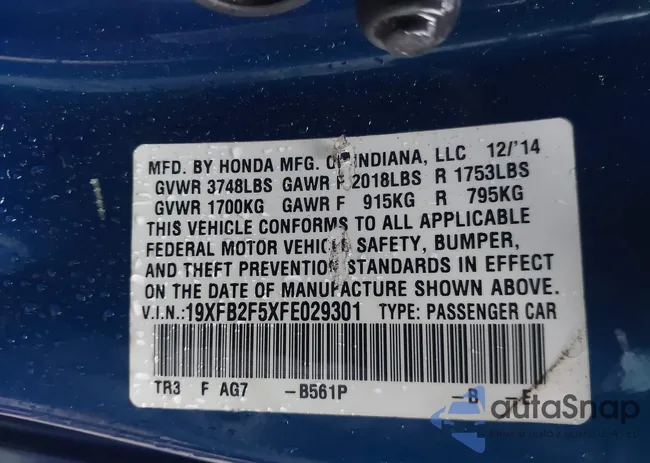 MFD. BY HONDA MFG. OF INDIANA, LLC 12/'14
GVWR 3748LBS GAWR F 2018LBS R 1753LBS
GVWR 1700KG GAWR F 915KG R 795KG
THIS VEHICLE CONFORMS TO ALL APPLICABLE
FEDERAL MOTOR VEHICLE SAFETY, BUMPER,
AND THEFT PREVENTION STANDARDS IN EFFECT
ON THE DATE OF MANUFACTURE SHOWN ABOVE.
V.I.N.:19XFB2F5XFE029301 TYPE: PASSENGER CAR
TR3 F AG7 –B561P –B –E
autaSnap